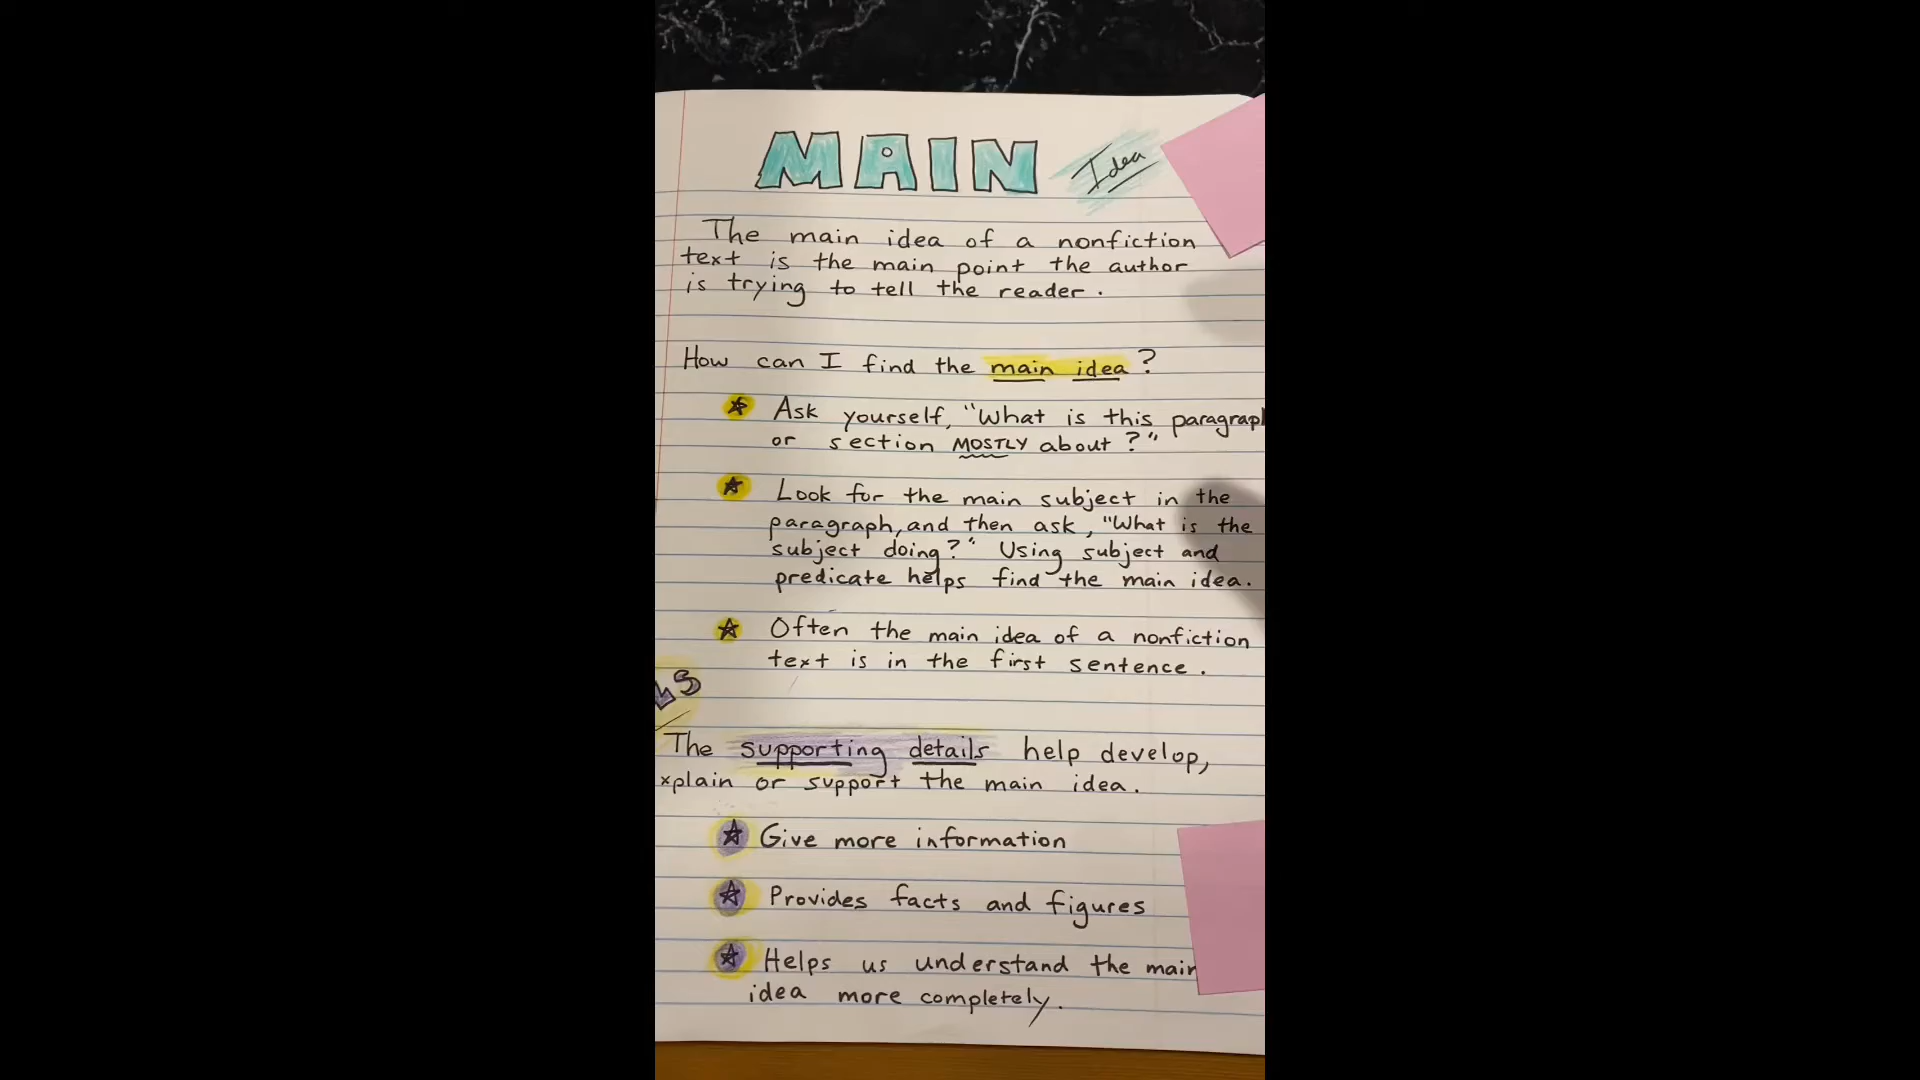 MAIN Idea
The main idea of a nonfiction
text is the main point the author
is trying to tell the reader.
How can I find the main idea?
Ask yourself, "What is this paragrap
or section MOSTLY about?"
Look for the main subject in the
paragraph, and then ask, "What is the
subject doing?" Using subject and
predicate helps find the main idea.
Often the main idea of a nonfiction
text is in the first sentence.
LS
The supporting details help develop,
xplain or support the main idea.
Give more information
Provides facts and figures
Helps us understand the main
idea more completely.